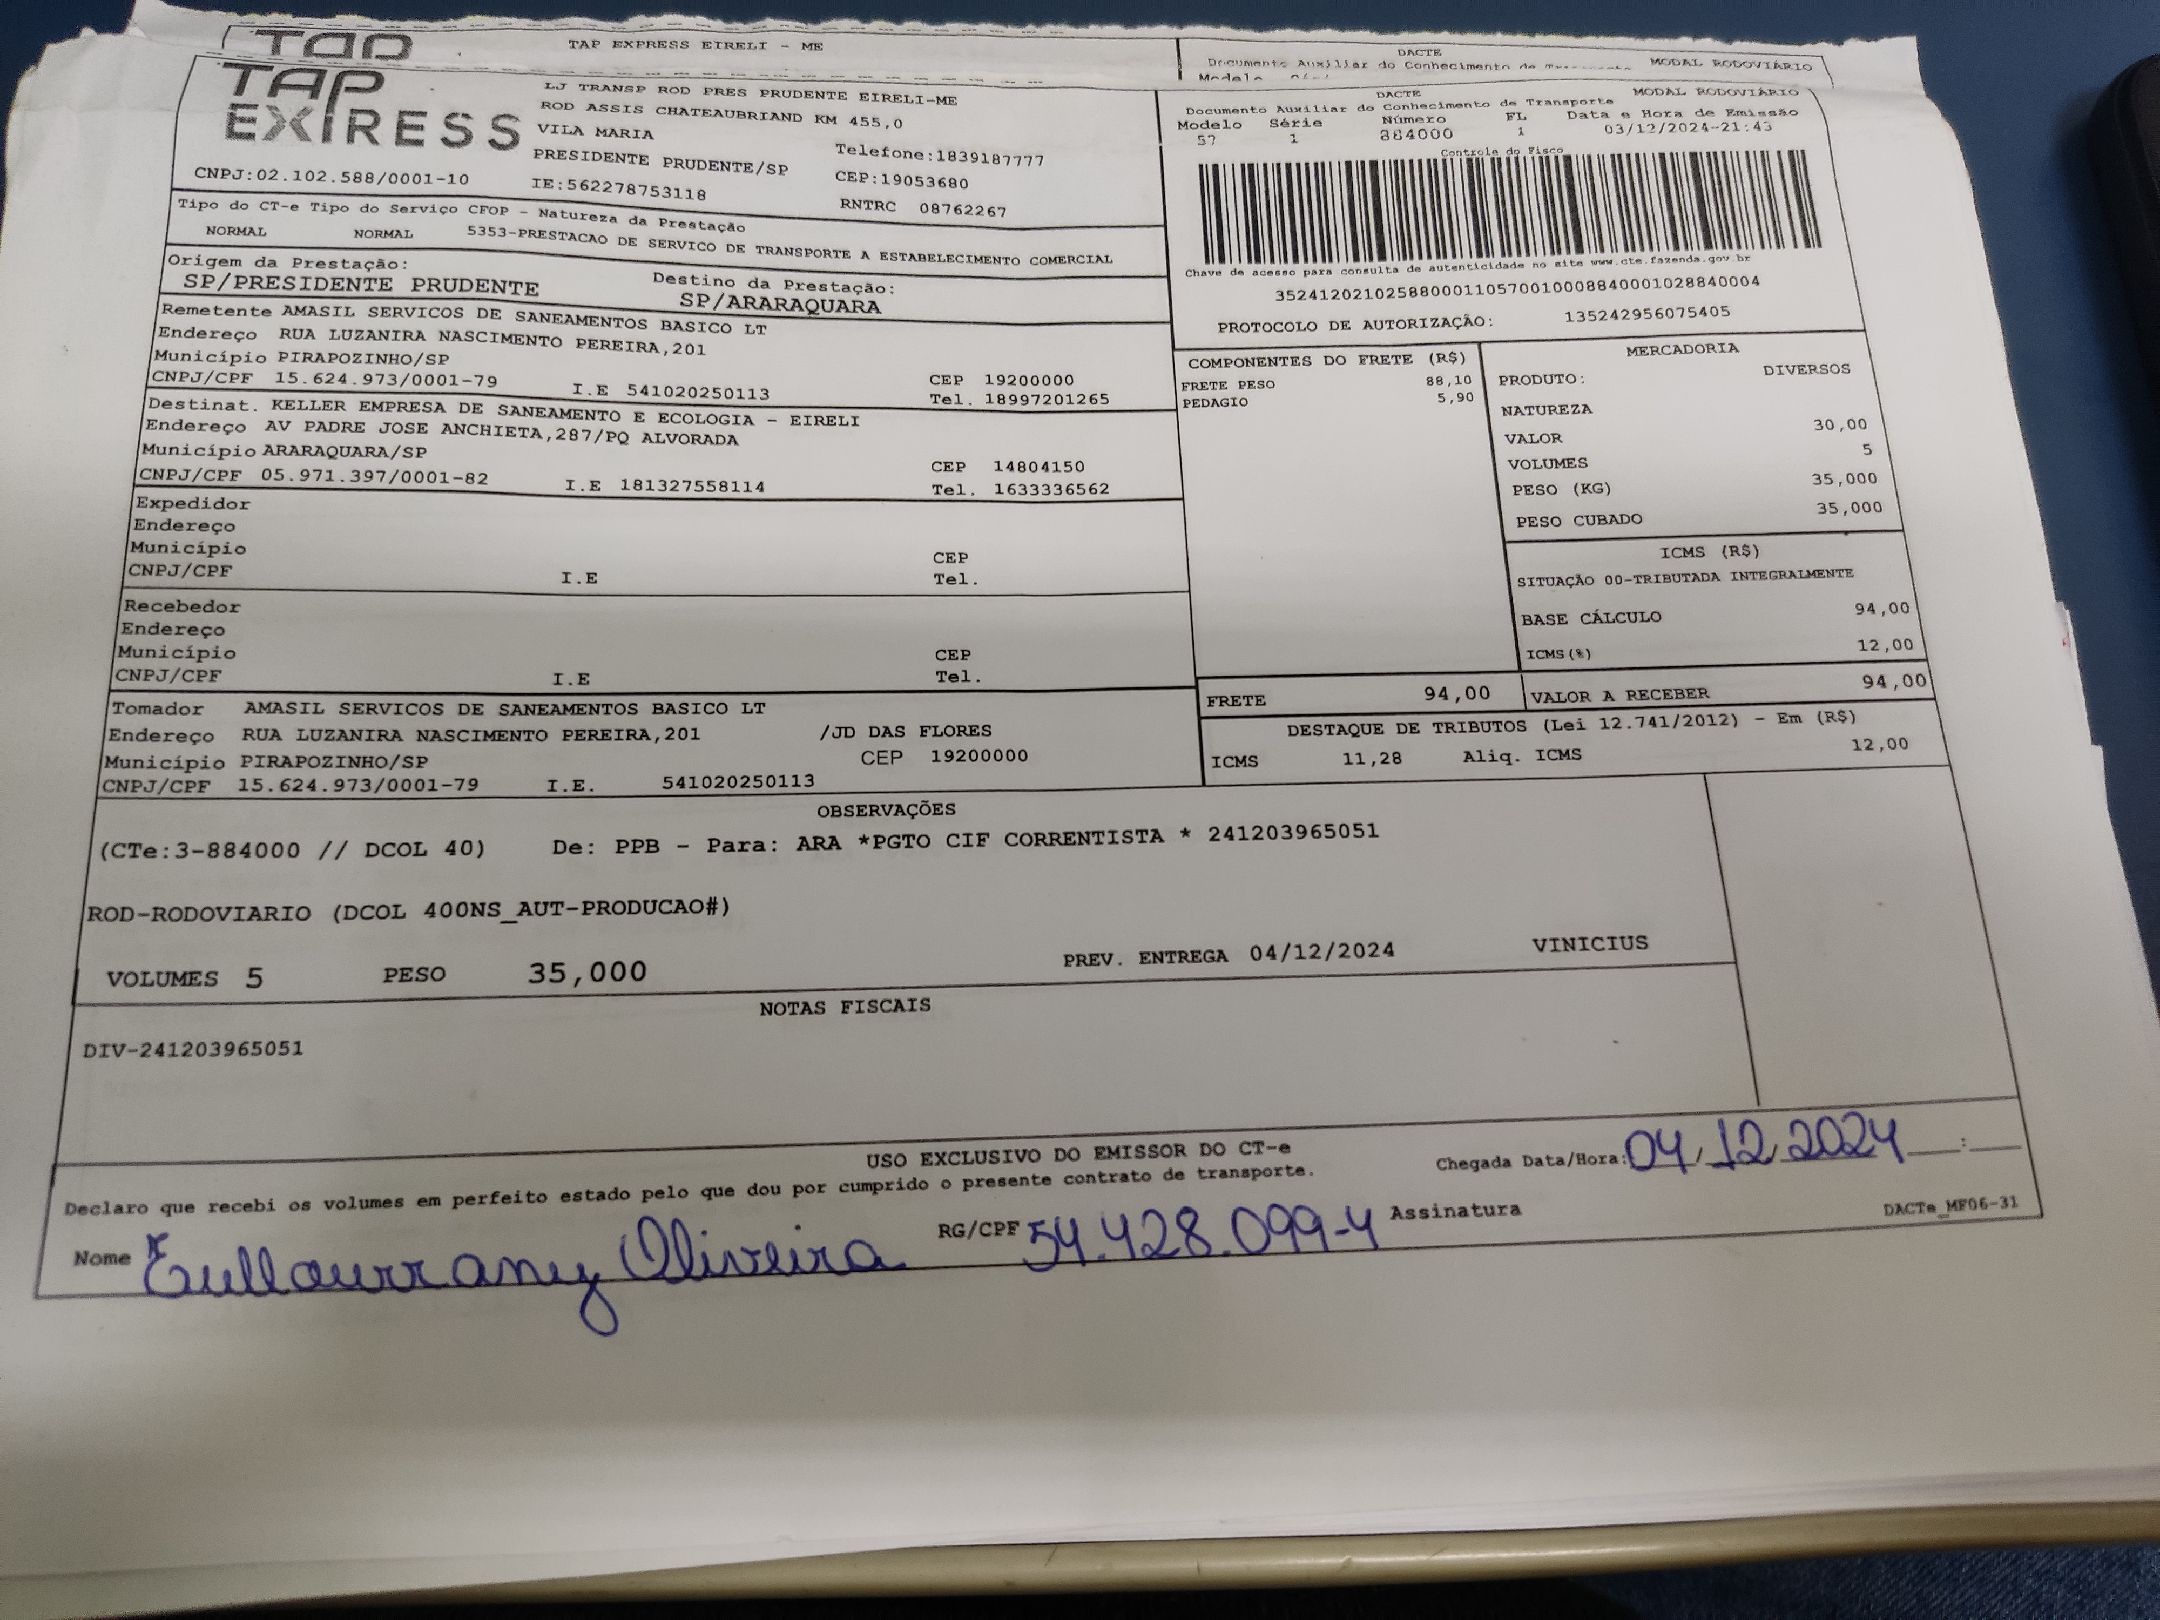 TAP EXPRESS EIRELI - ME
DACTE
Documento Auxiliar do Conhecimento de
MODAL RODOVIÁRIO
TAP
EXPRESS
LJ TRANSP ROD PRES PRUDENTE EIRELI-ME
ROD ASSIS CHATEAUBRIAND KM 455,0
VILA MARIA
Telefone:1839187777
PRESIDENTE PRUDENTE/SP
CEP:19053680
CNPJ:02.102.588/0001-10
IE:562278753118
RNTRC 08762267
DACTE
MODAL RODOVIÁRIO
Documento Auxiliar do Conhecimento de Transporte
Modelo Série Número FL Data e Hora de Emissão
57 1 884000 1 03/12/2024-21:43
Controle do Fisco
Chave de acesso para consulta de autenticidade no site www.cte.fazenda.gov.br
35241202102588000110570010008840001028840004
PROTOCOLO DE AUTORIZAÇÃO: 135242956075405
Tipo do CT-e Tipo do Serviço CFOP - Natureza da Prestação
NORMAL NORMAL 5353-PRESTACAO DE SERVICO DE TRANSPORTE A ESTABELECIMENTO COMERCIAL
Origem da Prestação: Destino da Prestação:
SP/PRESIDENTE PRUDENTE SP/ARARAQUARA
Remetente AMASIL SERVICOS DE SANEAMENTOS BASICO LT
Endereço RUA LUZANIRA NASCIMENTO PEREIRA,201
Município PIRAPOZINHO/SP CEP 19200000
CNPJ/CPF 15.624.973/0001-79 I.E 541020250113 Tel. 18997201265
Destinat. KELLER EMPRESA DE SANEAMENTO E ECOLOGIA - EIRELI
Endereço AV PADRE JOSE ANCHIETA,287/PQ ALVORADA
Município ARARAQUARA/SP CEP 14804150
CNPJ/CPF 05.971.397/0001-82 I.E 181327558114 Tel. 1633336562
Expedidor
Endereço
Município CEP
CNPJ/CPF I.E Tel.
Recebedor
Endereço
Município CEP
CNPJ/CPF I.E Tel.
Tomador AMASIL SERVICOS DE SANEAMENTOS BASICO LT
Endereço RUA LUZANIRA NASCIMENTO PEREIRA,201 /JD DAS FLORES
Município PIRAPOZINHO/SP CEP 19200000
CNPJ/CPF 15.624.973/0001-79 I.E. 541020250113
COMPONENTES DO FRETE (R$)
FRETE PESO 88,10
PEDAGIO 5,90
MERCADORIA
PRODUTO: DIVERSOS
NATUREZA
VALOR 30,00
VOLUMES 5
PESO (KG) 35,000
PESO CUBADO 35,000
ICMS (R$)
SITUAÇÃO 00-TRIBUTADA INTEGRALMENTE
BASE CÁLCULO 94,00
ICMS(%) 12,00
FRETE 94,00 VALOR A RECEBER 94,00
DESTAQUE DE TRIBUTOS (Lei 12.741/2012) - Em (R$)
ICMS 11,28 Aliq. ICMS 12,00
OBSERVAÇÕES
(CTe:3-884000 // DCOL 40) De: PPB - Para: ARA *PGTO CIF CORRENTISTA * 241203965051
ROD-RODOVIARIO (DCOL 400NS_AUT-PRODUCAO#)
VOLUMES 5 PESO 35,000 PREV. ENTREGA 04/12/2024 VINICIUS
NOTAS FISCAIS
DIV-241203965051
USO EXCLUSIVO DO EMISSOR DO CT-e
Declaro que recebi os volumes em perfeito estado pelo que dou por cumprido o presente contrato de transporte.
Chegada Data/Hora: 04/12 2024 __:__
Nome Oliveira RG/CPF 54.428.099-4 Assinatura
DACTe_MF06-31